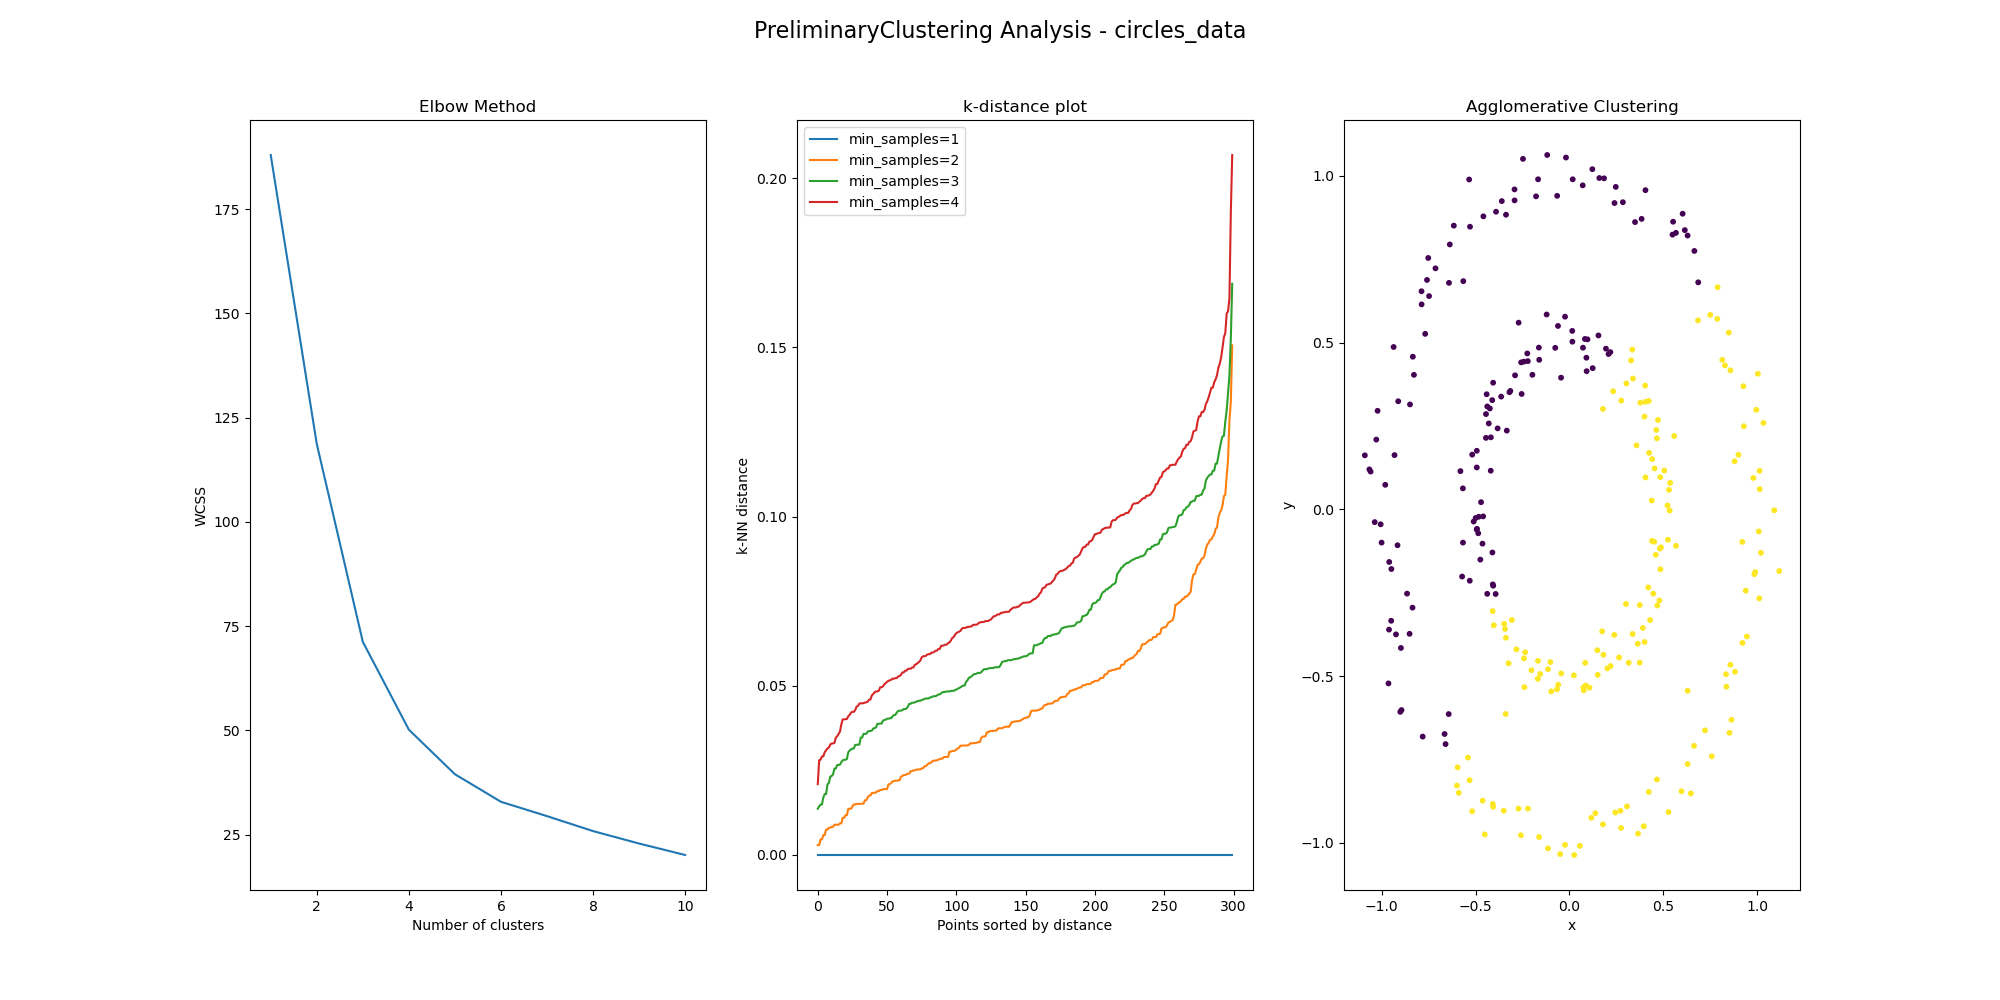 PreliminaryClustering Analysis - circles_data
Elbow Method
WCSS
175
150
125
100
75
50
25
2 4 6 8 10
Number of clusters
k-distance plot
min_samples=1
min_samples=2
min_samples=3
min_samples=4
k-NN distance
0.20
0.15
0.10
0.05
0.00
0 50 100 150 200 250 300
Points sorted by distance
Agglomerative Clustering
y
1.0
0.5
0.0
−0.5
−1.0
−1.0 −0.5 0.0 0.5 1.0
x